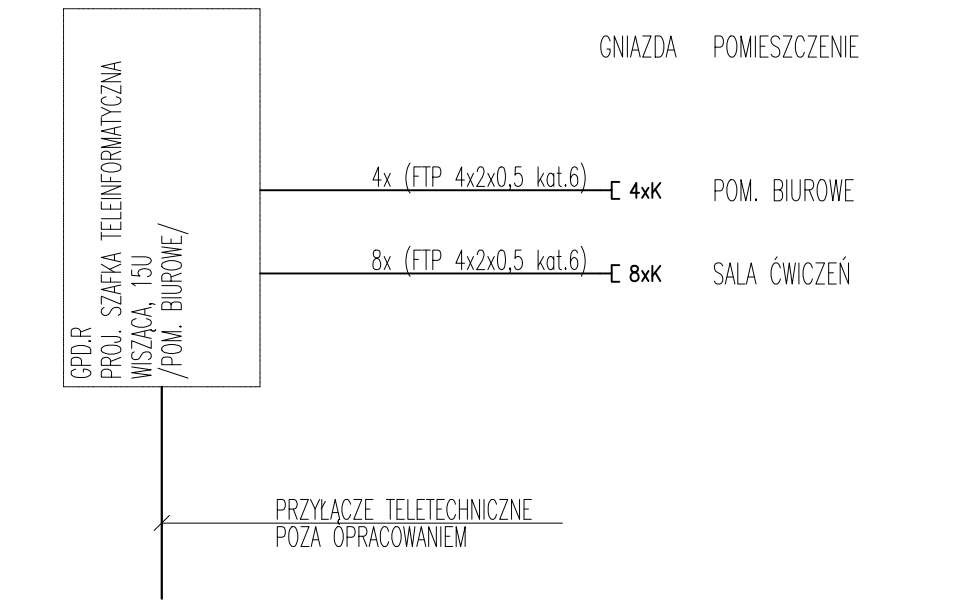 GNIAZDA POMIESZCZENIE
GPD.R
PROJ. SZAFKA TELEINFORMATYCZNA
WISZĄCA, 15U
/POM. BIUROWE/
4x (FTP 4x2x0,5 kat.6) 4xK POM. BIUROWE
8x (FTP 4x2x0,5 kat.6) 8xK SALA ĆWICZEŃ
PRZYŁĄCZE TELETECHNICZNE
POZA OPRACOWANIEM